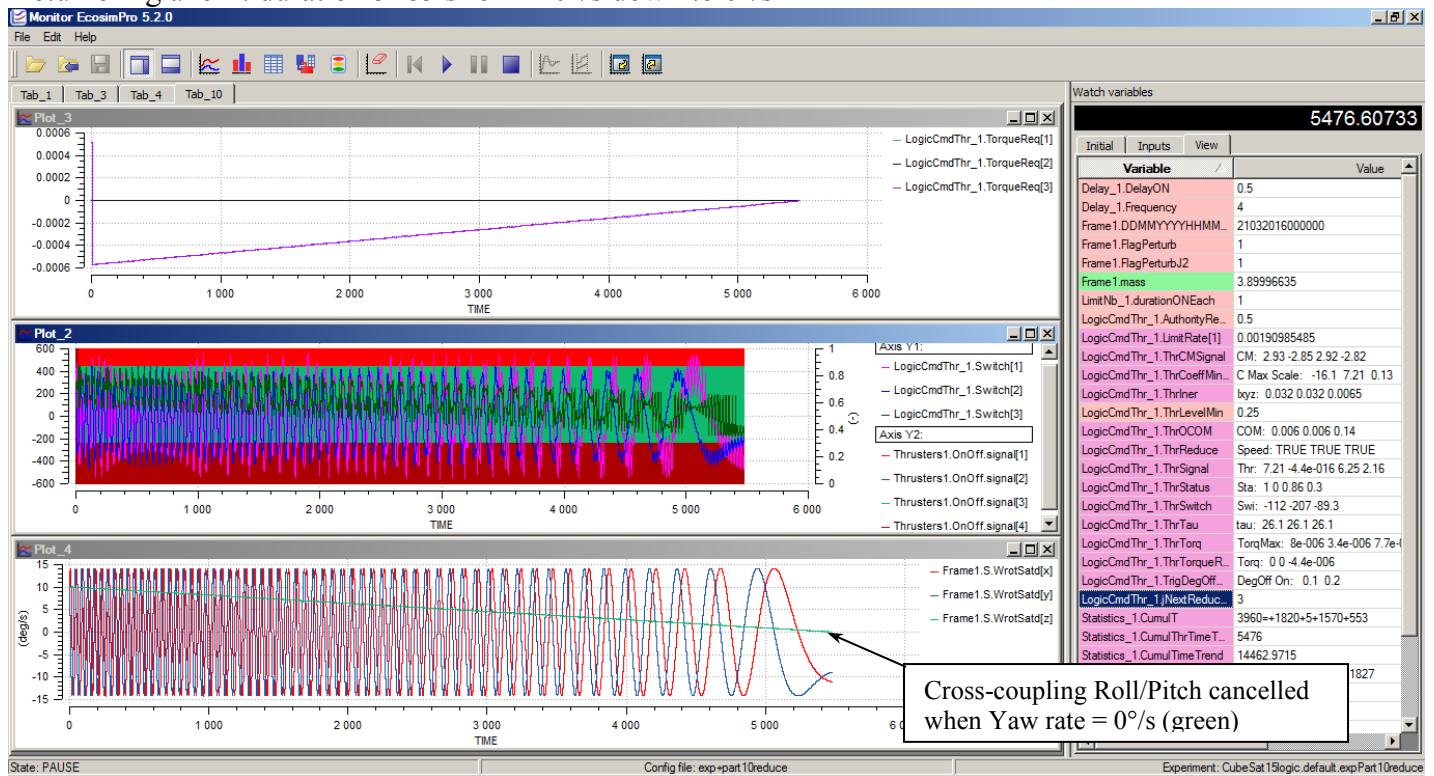 Monitor EcosimPro 5.2.0
File Edit Help
Tab_1 Tab_3 Tab_4 Tab_10
Plot_3
0.0006
0.0004
0.0002
0
-0.0002
-0.0004
-0.0006
0 1 000 2 000 3 000 4 000 5 000 6 000
TIME
LogicCmdThr_1.TorqueReq[1]
LogicCmdThr_1.TorqueReq[2]
LogicCmdThr_1.TorqueReq[3]
Plot_2
600
400
200
0
-200
-400
-600
0 1 000 2 000 3 000 4 000 5 000 6 000
TIME
1
0.8
0.6
0.4
0.2
0
(-)
Axis Y1:
LogicCmdThr_1.Switch[1]
LogicCmdThr_1.Switch[2]
LogicCmdThr_1.Switch[3]
Axis Y2:
Thrusters1.OnOff.signal[1]
Thrusters1.OnOff.signal[2]
Thrusters1.OnOff.signal[3]
Thrusters1.OnOff.signal[4]
Plot_4
15
10
5
0
-5
-10
-15
(deg/s)
0 1 000 2 000 3 000 4 000 5 000 6 0
TIME
Frame1.S.WrotSatd[x]
Frame1.S.WrotSatd[y]
Frame1.S.WrotSatd[z]
Cross-coupling Roll/Pitch cancelled
when Yaw rate = 0°/s (green)
Watch variables
5476.60733
Initial Inputs View
Variable Value
Delay_1.DelayON 0.5
Delay_1.Frequency 4
Frame1.DDMMYYYYHHMM... 21032016000000
Frame1.FlagPerturb 1
Frame1.FlagPerturbJ2 1
Frame1.mass 3.89996635
LimitNb_1.durationONEach 1
LogicCmdThr_1.AuthorityRe... 0.5
LogicCmdThr_1.LimitRate[1] 0.00190985485
LogicCmdThr_1.ThrCMSignal CM: 2.93 -2.85 2.92 -2.82
LogicCmdThr_1.ThrCoeffMin... C Max Scale: -16.1 7.21 0.13
LogicCmdThr_1.ThrIner Ixyz: 0.032 0.032 0.0065
LogicCmdThr_1.ThrLevelMin 0.25
LogicCmdThr_1.ThrOCOM COM: 0.006 0.006 0.14
LogicCmdThr_1.ThrReduce Speed: TRUE TRUE TRUE
LogicCmdThr_1.ThrSignal Thr: 7.21 -4.4e-016 6.25 2.16
LogicCmdThr_1.ThrStatus Sta: 1 0 0.86 0.3
LogicCmdThr_1.ThrSwitch Swi: -112 -207 -89.3
LogicCmdThr_1.ThrTau tau: 26.1 26.1 26.1
LogicCmdThr_1.ThrTorq TorqMax: 8e-006 3.4e-006 7.7e-
LogicCmdThr_1.ThrTorqueR... Torq: 0 0 -4.4e-006
LogicCmdThr_1.TrigDegOff... DegOff On: 0.1 0.2
LogicCmdThr_1.jNextReduc... 3
Statistics_1.CumulT 3960=+1820+5+1570+553
Statistics_1.CumulThrTimeT... 5476
Statistics_1.CumulTimeTrend 14462.9715
1827
State: PAUSE
Config file: exp+part10reduce
Experiment: CubeSat15logic.default.expPart10reduce